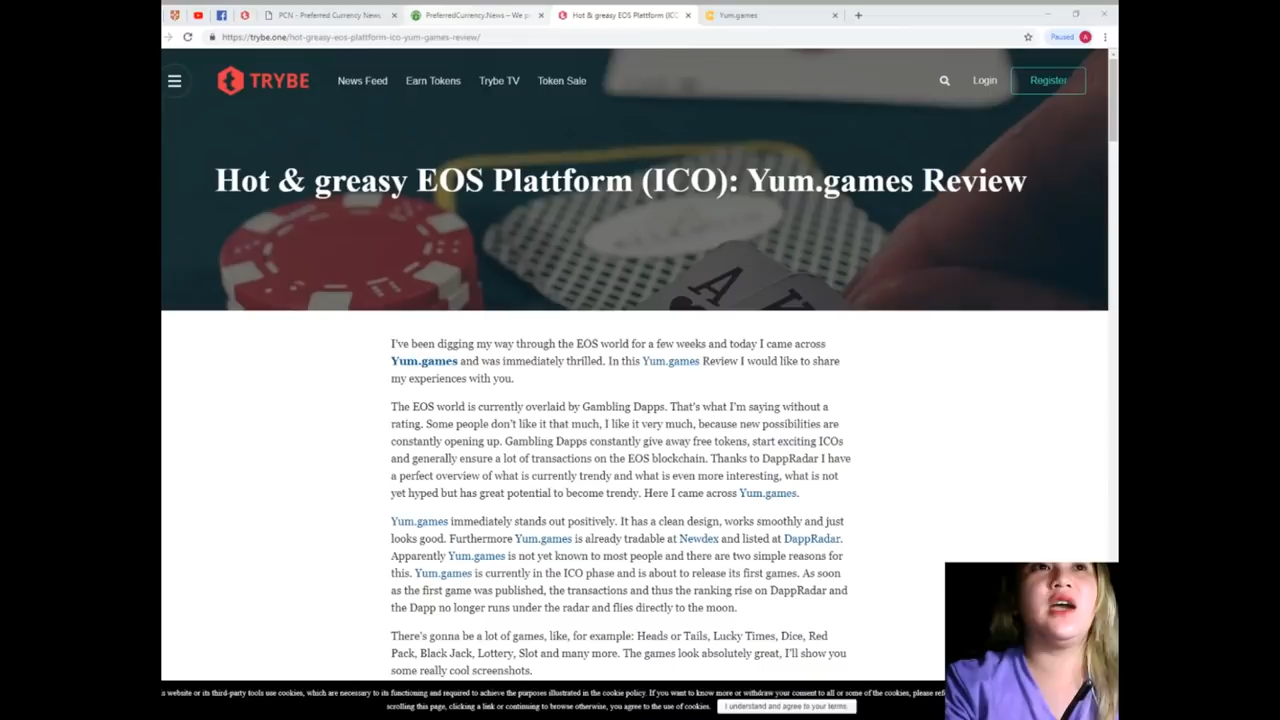 PCN - Preferred Currency News
PreferredCurrency.News – We p
Hot & greasy EOS Plattform (ICO
Yum.games
https://trybe.one/hot-greasy-eos-plattform-ico-yum-games-review/
Paused
A
TRYBE
News Feed
Earn Tokens
Trybe TV
Token Sale
Login
Register
Hot & greasy EOS Plattform (ICO): Yum.games Review
A
I've been digging my way through the EOS world for a few weeks and today I came across
Yum.games and was immediately thrilled. In this Yum.games Review I would like to share
my experiences with you.
The EOS world is currently overlaid by Gambling Dapps. That's what I'm saying without a
rating. Some people don't like it that much, I like it very much, because new possibilities are
constantly opening up. Gambling Dapps constantly give away free tokens, start exciting ICOs
and generally ensure a lot of transactions on the EOS blockchain. Thanks to DappRadar I have
a perfect overview of what is currently trendy and what is even more interesting, what is not
yet hyped but has great potential to become trendy. Here I came across Yum.games.
Yum.games immediately stands out positively. It has a clean design, works smoothly and just
looks good. Furthermore Yum.games is already tradable at Newdex and listed at DappRadar.
Apparently Yum.games is not yet known to most people and there are two simple reasons for
this. Yum.games is currently in the ICO phase and is about to release its first games. As soon
as the first game was published, the transactions and thus the ranking rise on DappRadar and
the Dapp no longer runs under the radar and flies directly to the moon.
There's gonna be a lot of games, like, for example: Heads or Tails, Lucky Times, Dice, Red
Pack, Black Jack, Lottery, Slot and many more. The games look absolutely great, I'll show you
some really cool screenshots.
s website or its third-party tools use cookies, which are necessary to its functioning and required to achieve the purposes illustrated in the cookie policy. If you want to know more or withdraw your consent to all or some of the cookies, please ref
scrolling this page, clicking a link or continuing to browse otherwise, you agree to the use of cookies.
I understand and agree to your terms.